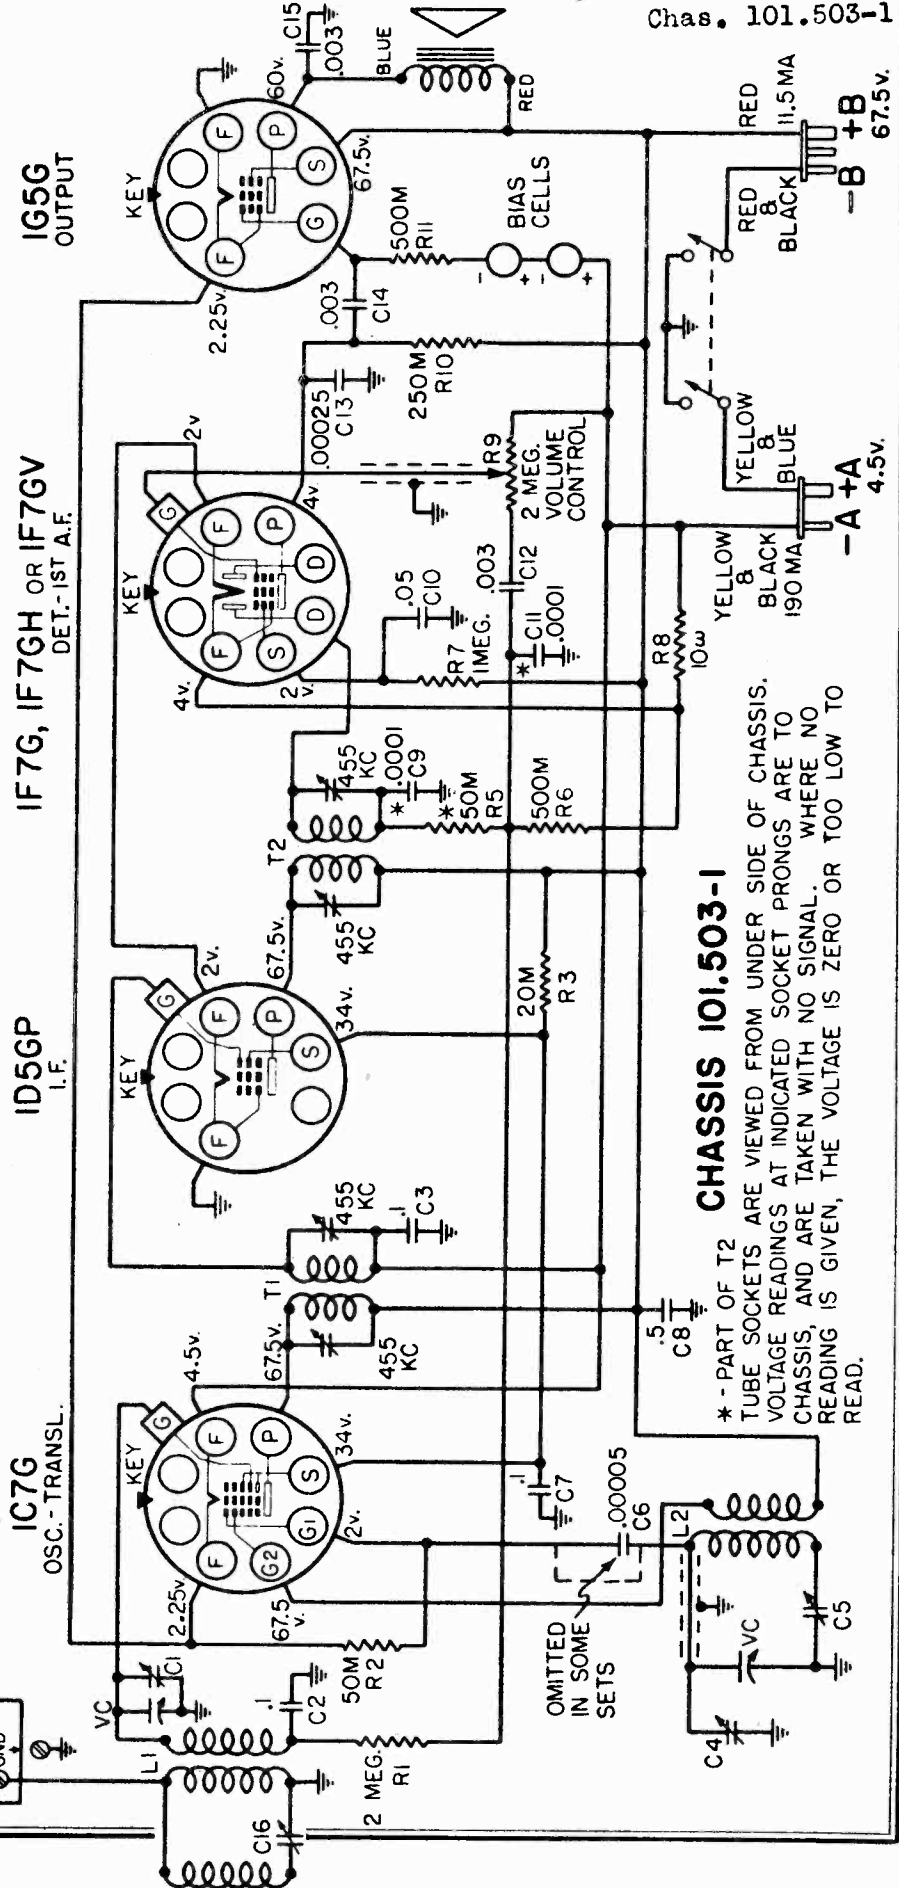 Chas. 101.503-1
1G5G
OUTPUT
KEY
F
F
P
S
G
60v.
67.5v.
2.25v.
C15
.003
BLUE
RED
500M
R11
BIAS
CELLS
-
+
-
+
.003
C14
250M
R10
RED
11.5MA
RED
&
BLACK
-B +B
67.5v.
1F7G, 1F7GH OR 1F7GV
DET.-1ST A.F.
KEY
G
F
F
P
D
D
S
2v
4v.
4v.
2
v.
.00025
C13
R9
2 MEG.
VOLUME
CONTROL
.05
C10
R7
1MEG.
.003
C12
*
C11
.0001
YELLOW
&
BLUE
YELLOW
&
BLACK
190MA
-A +A
4.5v.
R8
10ω
T2
455
KC
455
KC
*
.0001
C9
*
50M
R5
500M
R6
1D5GP
I.F.
KEY
G
F
F
P
S
2v.
67.5v.
34v.
20M
R3
T1
455
KC
455
KC
.1
C3
.5
C8
1C7G
OSC.-TRANSL.
KEY
G
F
F
P
S
G1
G2
4.5v.
67.5v.
34v.
2v.
2.25v.
67.5
v.
.1
C7
.00005
C6
OMITTED
IN SOME
SETS
50M
R2
VC
C1
L1
.1
C2
2 MEG.
R1
C16
GND
L2
VC
C5
C4
CHASSIS 101.503-1
*-PART OF T2
TUBE SOCKETS ARE VIEWED FROM UNDER SIDE OF CHASSIS.
VOLTAGE READINGS AT INDICATED SOCKET PRONGS ARE TO
CHASSIS, AND ARE TAKEN WITH NO SIGNAL. WHERE NO
READING IS GIVEN, THE VOLTAGE IS ZERO OR TOO LOW TO
READ.